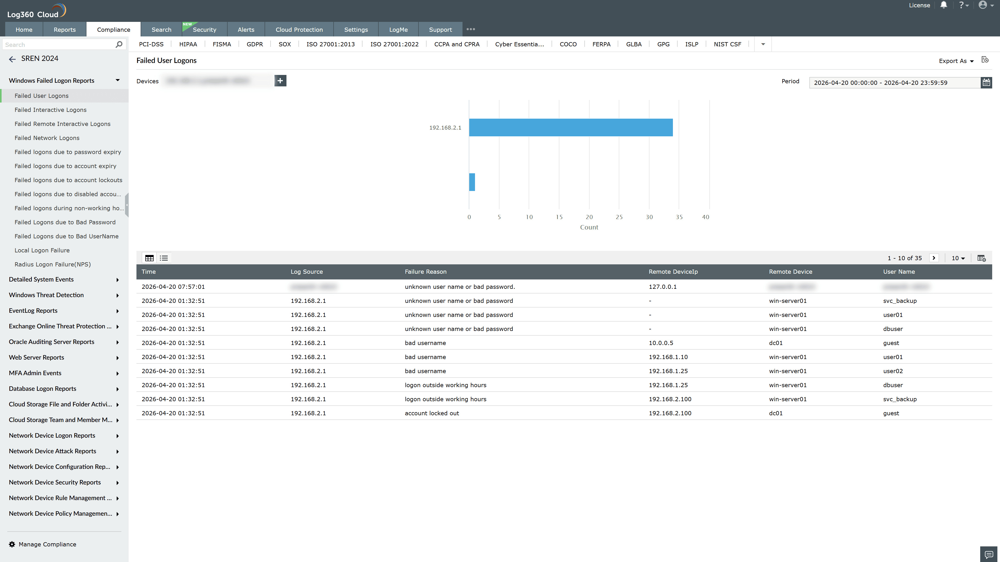 Log360 Cloud
License
?
Home
Reports
Compliance
Search
NEW
Security
Alerts
Cloud Protection
Settings
LogMe
Support
Search
PCI-DSS
HIPAA
FISMA
GDPR
SOX
ISO 27001:2013
ISO 27001:2022
CCPA and CPRA
Cyber Essentia...
COCO
FERPA
GLBA
GPG
ISLP
NIST CSF
SREN 2024
Windows Failed Logon Reports
Failed User Logons
Failed Interactive Logons
Failed Remote Interactive Logons
Failed Network Logons
Failed logons due to password expiry
Failed logons due to account expiry
Failed logons due to account lockouts
Failed logons due to disabled accou...
Failed logons during non-working ho...
Failed Logons due to Bad Password
Failed Logons due to Bad UserName
Local Logon Failure
Radius Logon Failure(NPS)
Detailed System Events
Windows Threat Detection
EventLog Reports
Exchange Online Threat Protection ...
Oracle Auditing Server Reports
Web Server Reports
MFA Admin Events
Database Logon Reports
Cloud Storage File and Folder Activi...
Cloud Storage Team and Member M...
Network Device Logon Reports
Network Device Attack Reports
Network Device Configuration Rep...
Network Device Security Reports
Network Device Rule Management ...
Network Device Policy Managemen...
Manage Compliance
Failed User Logons
Export As
Devices
Period
2026-04-20 00:00:00 - 2026-04-20 23:59:59
192.168.2.1
0 5 10 15 20 25 30 35 40
Count
1 - 10 of 35
10
Time Log Source Failure Reason Remote DeviceIp Remote Device User Name
2026-04-20 07:57:01 unknown user name or bad password. 127.0.0.1
2026-04-20 01:32:51 192.168.2.1 unknown user name or bad password - win-server01 svc_backup
2026-04-20 01:32:51 192.168.2.1 unknown user name or bad password - win-server01 user01
2026-04-20 01:32:51 192.168.2.1 unknown user name or bad password - win-server01 dbuser
2026-04-20 01:32:51 192.168.2.1 bad username 10.0.0.5 dc01 guest
2026-04-20 01:32:51 192.168.2.1 bad username 192.168.1.10 win-server01 user01
2026-04-20 01:32:51 192.168.2.1 bad username 192.168.1.25 win-server01 user02
2026-04-20 01:32:51 192.168.2.1 logon outside working hours 192.168.1.25 win-server01 dbuser
2026-04-20 01:32:51 192.168.2.1 logon outside working hours 192.168.2.100 win-server01 svc_backup
2026-04-20 01:32:51 192.168.2.1 account locked out 192.168.2.100 dc01 guest